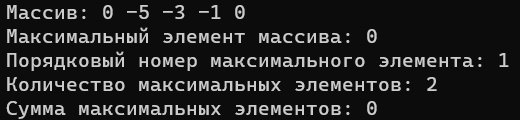 Массив: 0 -5 -3 -1 0
Максимальный элемент массива: 0
Порядковый номер максимального элемента: 1
Количество максимальных элементов: 2
Сумма максимальных элементов: 0